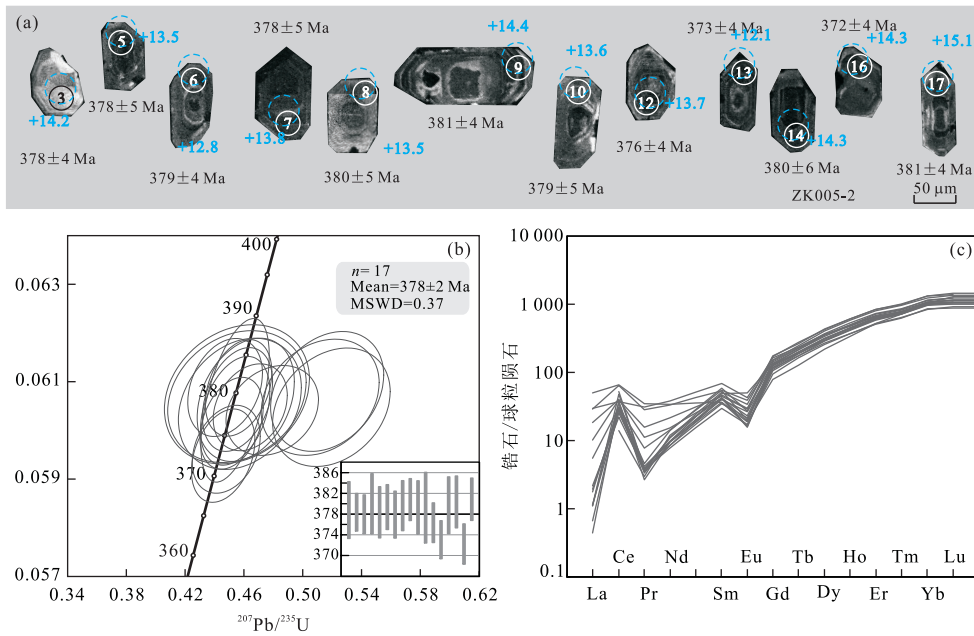 (a)
378±5 Ma
373±4 Ma
372±4 Ma
+13.5
+14.4
+13.6
+12.1
+14.3
+15.1
5
6
8
9
10
13
16
17
3
7
12
14
378±5 Ma
+14.2
+12.8
+13.8
+13.5
381±4 Ma
+13.7
+14.3
378±4 Ma
379±4 Ma
380±5 Ma
379±5 Ma
376±4 Ma
380±6 Ma
381±4 Ma
ZK005-2
50 μm
(b)
400
n= 17
Mean=378±2 Ma
MSWD=0.37
390
380
370
360
0.063
0.061
0.059
0.057
386
382
378
374
370
0.34 0.42 0.46 0.50 0.54 0.58 0.62
²⁰⁷Pb/²³⁵U
(c)
10 000
1 000
100
10
1
0.1
锆石/球粒陨石
Ce Nd Eu Tb Ho Tm Lu
La Pr Sm Gd Dy Er Yb